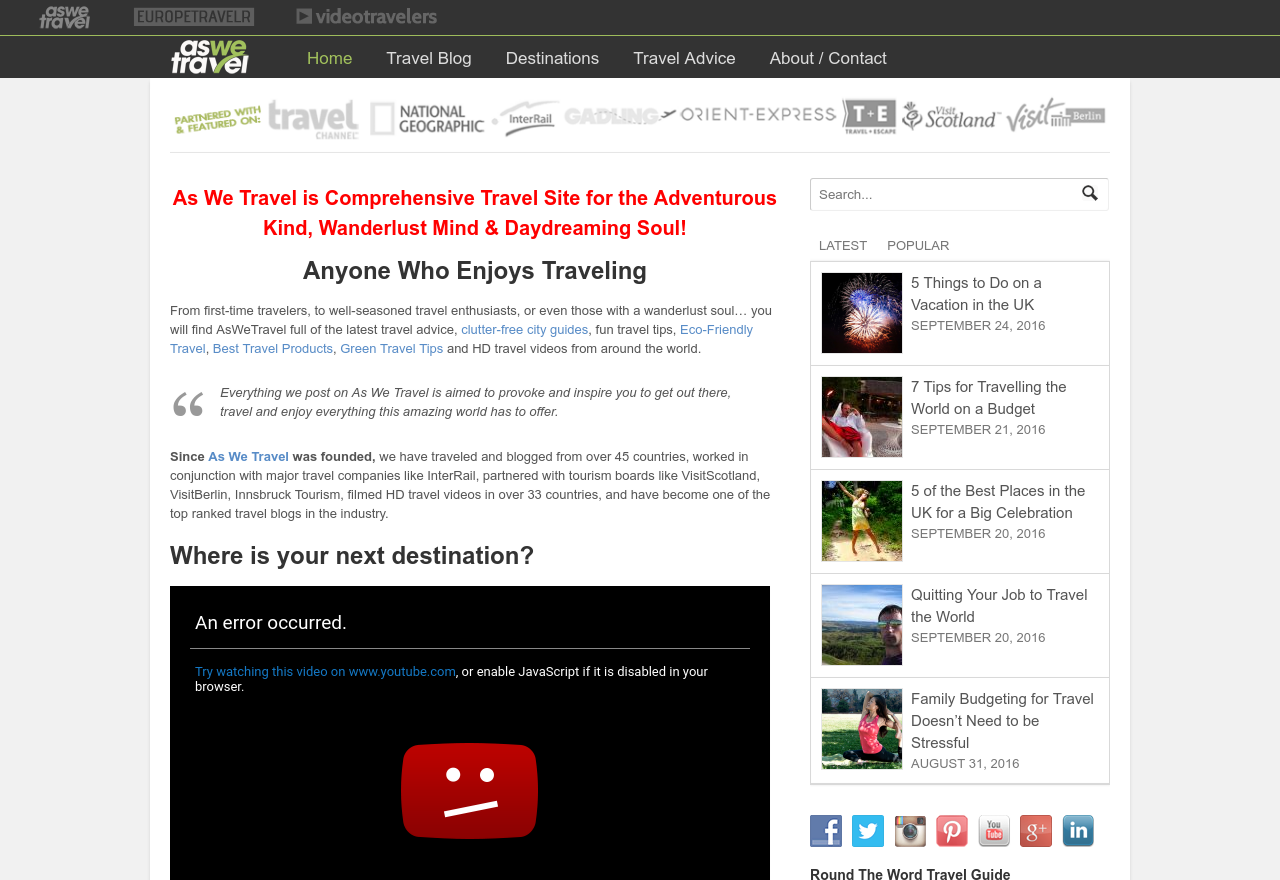 aswe travel
EUROPETRAVELR
videotravelers
aswe travel
Home
Travel Blog
Destinations
Travel Advice
About / Contact
PARTNERED WITH & FEATURED ON:
travel CHANNEL
NATIONAL GEOGRAPHIC
InterRail
GADLING
ORIENT-EXPRESS
T+E TRAVEL + ESCAPE
Visit Scotland™
Visit Berlin
As We Travel is Comprehensive Travel Site for the Adventurous
Kind, Wanderlust Mind & Daydreaming Soul!
Anyone Who Enjoys Traveling
From first-time travelers, to well-seasoned travel enthusiasts, or even those with a wanderlust soul… you
will find AsWeTravel full of the latest travel advice, clutter-free city guides, fun travel tips, Eco-Friendly
Travel, Best Travel Products, Green Travel Tips and HD travel videos from around the world.
“ Everything we post on As We Travel is aimed to provoke and inspire you to get out there,
travel and enjoy everything this amazing world has to offer.
Since As We Travel was founded, we have traveled and blogged from over 45 countries, worked in
conjunction with major travel companies like InterRail, partnered with tourism boards like VisitScotland,
VisitBerlin, Innsbruck Tourism, filmed HD travel videos in over 33 countries, and have become one of the
top ranked travel blogs in the industry.
Where is your next destination?
An error occurred.
Try watching this video on www.youtube.com, or enable JavaScript if it is disabled in your
browser.
Search...
LATEST
POPULAR
5 Things to Do on a
Vacation in the UK
SEPTEMBER 24, 2016
7 Tips for Travelling the
World on a Budget
SEPTEMBER 21, 2016
5 of the Best Places in the
UK for a Big Celebration
SEPTEMBER 20, 2016
Quitting Your Job to Travel
the World
SEPTEMBER 20, 2016
Family Budgeting for Travel
Doesn’t Need to be
Stressful
AUGUST 31, 2016
You Tube
g+
in
Round The Word Travel Guide